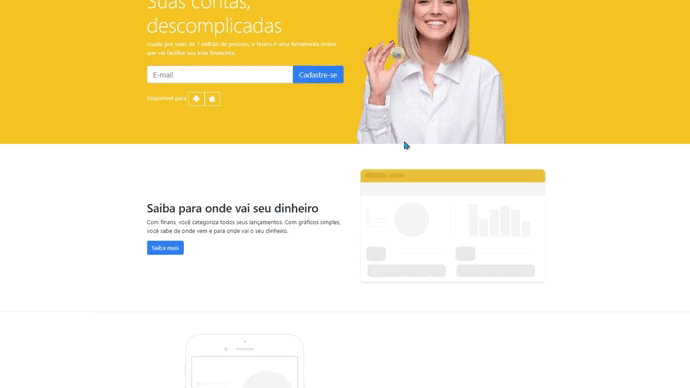 Suas contas,
descomplicadas
Usado por mais de 1 milhão de pessoas, o finans é uma ferramenta online
que vai facilitar sua vida financeira.
E-mail
Cadastre-se
Disponível para
Saiba para onde vai seu dinheiro
Com finans, você categoriza todos seus lançamentos. Com gráficos simples,
você sabe de onde vem e para onde vai o seu dinheiro.
Saiba mais